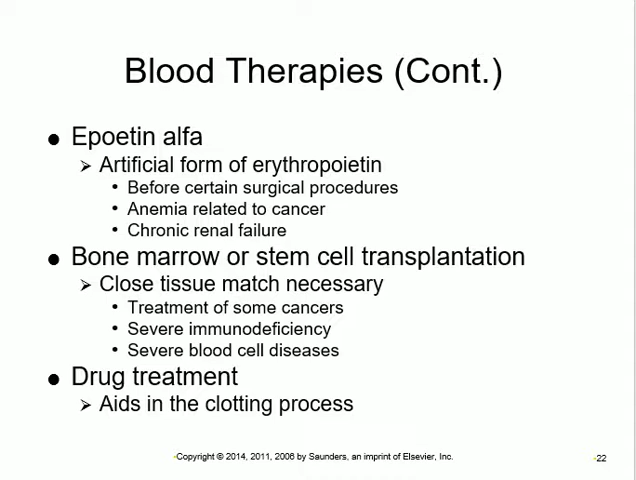 Blood Therapies (Cont.)
● Epoetin alfa
➢ Artificial form of erythropoietin
• Before certain surgical procedures
• Anemia related to cancer
• Chronic renal failure
● Bone marrow or stem cell transplantation
➢ Close tissue match necessary
• Treatment of some cancers
• Severe immunodeficiency
• Severe blood cell diseases
● Drug treatment
➢ Aids in the clotting process
Copyright © 2014, 2011, 2006 by Saunders, an imprint of Elsevier, Inc.
22